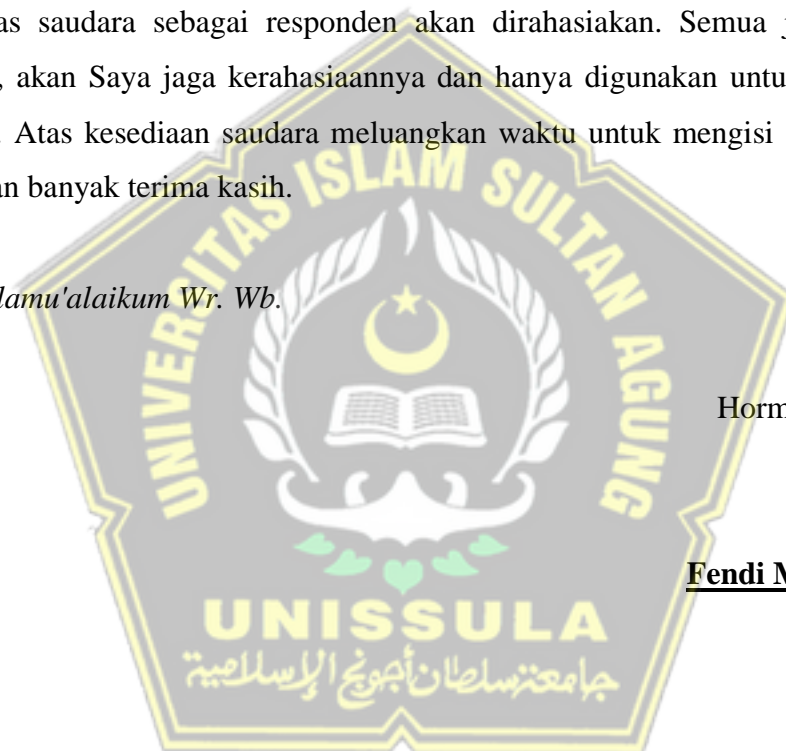 as saudara sebagai responden akan dirahasiakan. Semua j
, akan Saya jaga kerahasiaannya dan hanya digunakan untu
. Atas kesediaan saudara meluangkan waktu untuk mengisi
an banyak terima kasih.
UNIVERSITAS ISLAM SULTAN AGUNG
lamu'alaikum Wr. Wb.
Horm
Fendi M
UNISSULA
جامعة سلطان أجونج الإسلامية